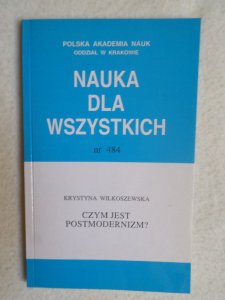 POLSKA AKADEMIA NAUK
ODDZIAŁ W KRAKOWIE
NAUKA
DLA
WSZYSTKICH
nr 484
KRYSTYNA WILKOSZEWSKA
CZYM JEST
POSTMODERNIZM?